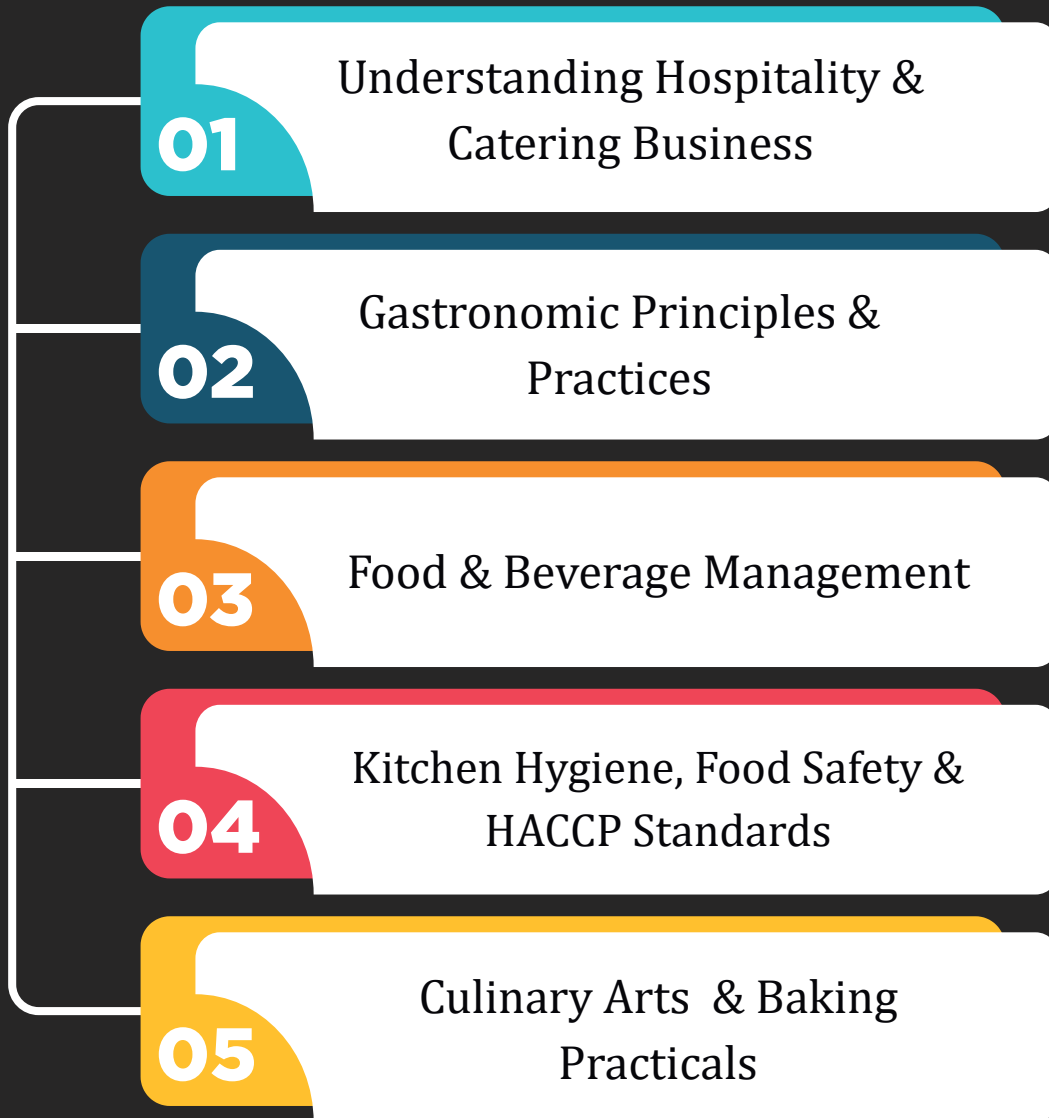 01
Understanding Hospitality &
Catering Business
02
Gastronomic Principles &
Practices
03
Food & Beverage Management
04
Kitchen Hygiene, Food Safety &
HACCP Standards
05
Culinary Arts  & Baking
Practicals